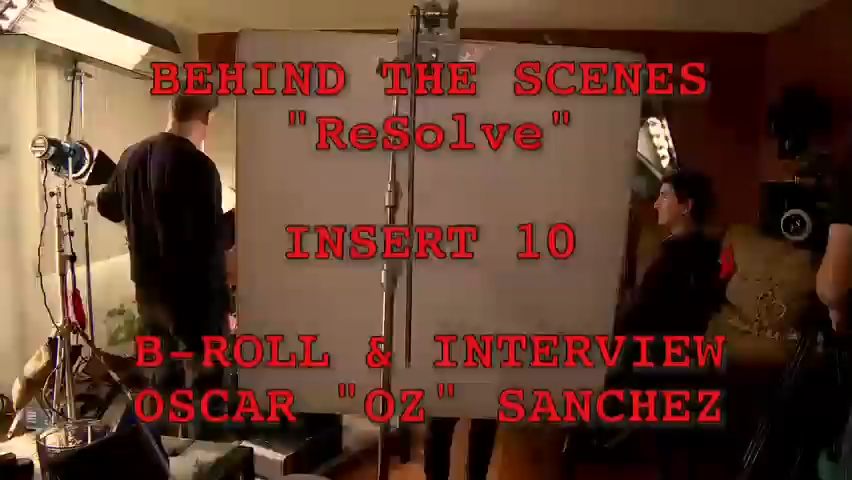 BEHIND THE SCENES
"ReSolve"
INSERT 10
B-ROLL & INTERVIEW
OSCAR "OZ" SANCHEZ